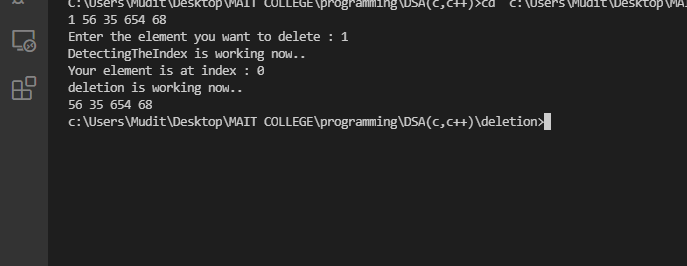 C:\Users\Mudit\Desktop\MAIT COLLEGE\programming\DSA(c,c++)>cd "c:\Users\Mudit\Desktop\MA
1 56 35 654 68
Enter the element you want to delete : 1
DetectingTheIndex is working now..
Your element is at index : 0
deletion is working now..
56 35 654 68
c:\Users\Mudit\Desktop\MAIT COLLEGE\programming\DSA(c,c++)\deletion>